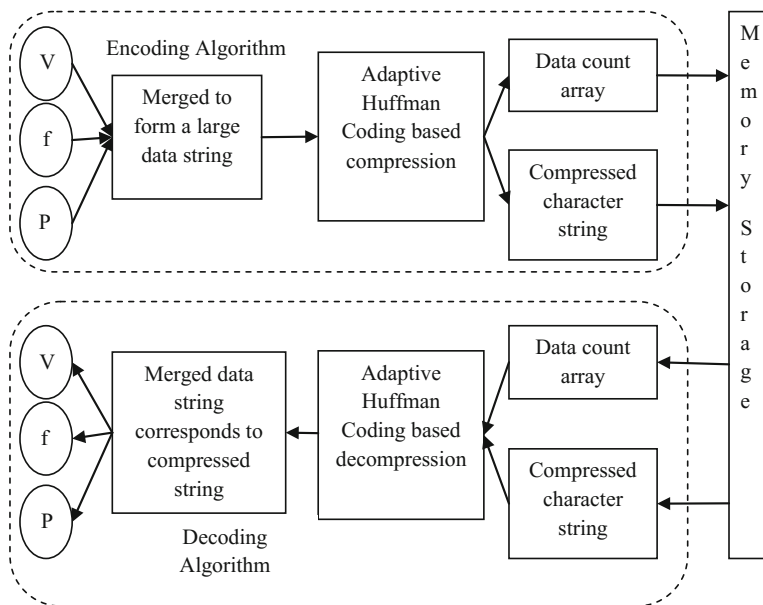 Encoding Algorithm
V
f
P
Merged to
form a large
data string
Adaptive
Huffman
Coding based
compression
Data count
array
Compressed
character
string
M
e
m
o
r
y
S
t
o
r
a
g
e
V
f
P
Merged data
string
corresponds to
compressed
string
Adaptive
Huffman
Coding based
decompression
Data count
array
Compressed
character
string
Decoding
Algorithm